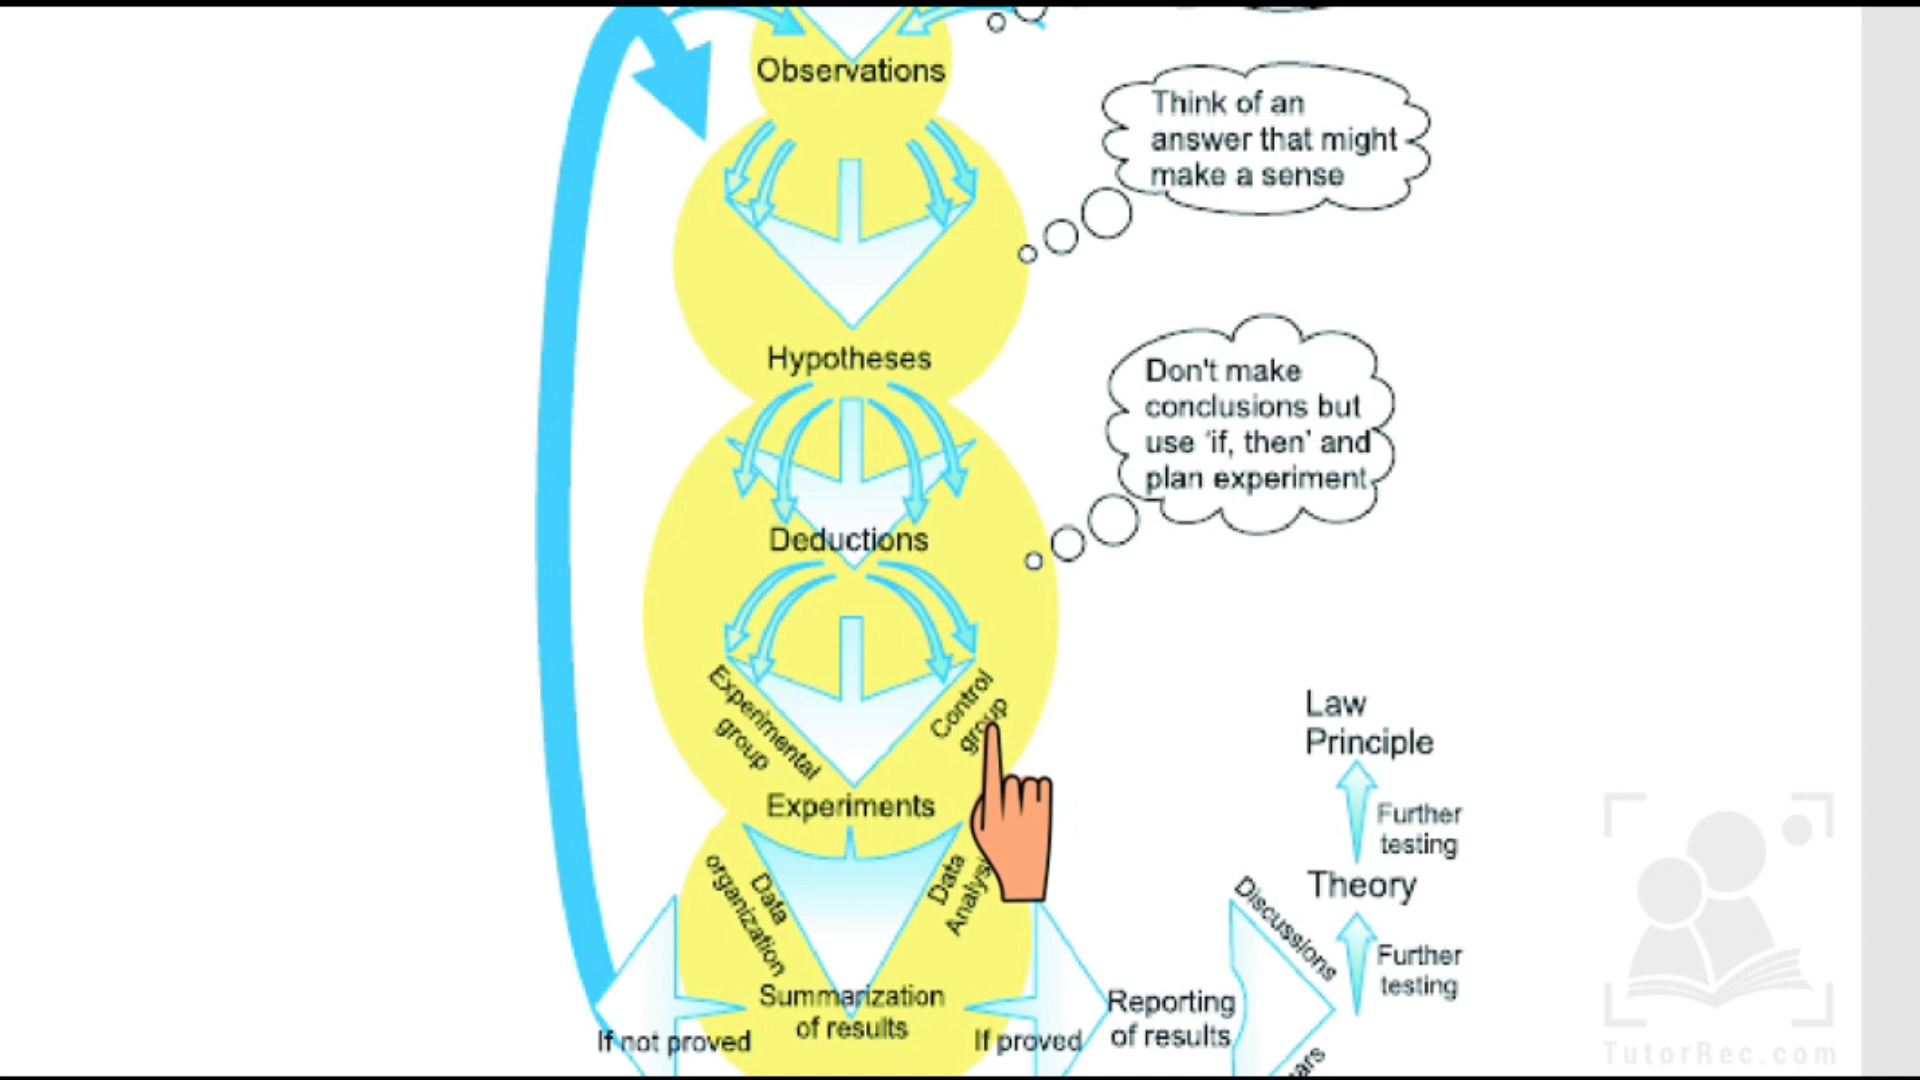 Observations
Think of an
answer that might
make a sense
Hypotheses
Don't make
conclusions but
use 'if, then' and
plan experiment
Deductions
Experimental
group
Control
group
Experiments
Data
organization
Data
Summarization
of results
If not proved
If proved
Reporting
of results
Discussions
Law
Principle
Further
testing
Theory
Further
testing
TutorRec.com